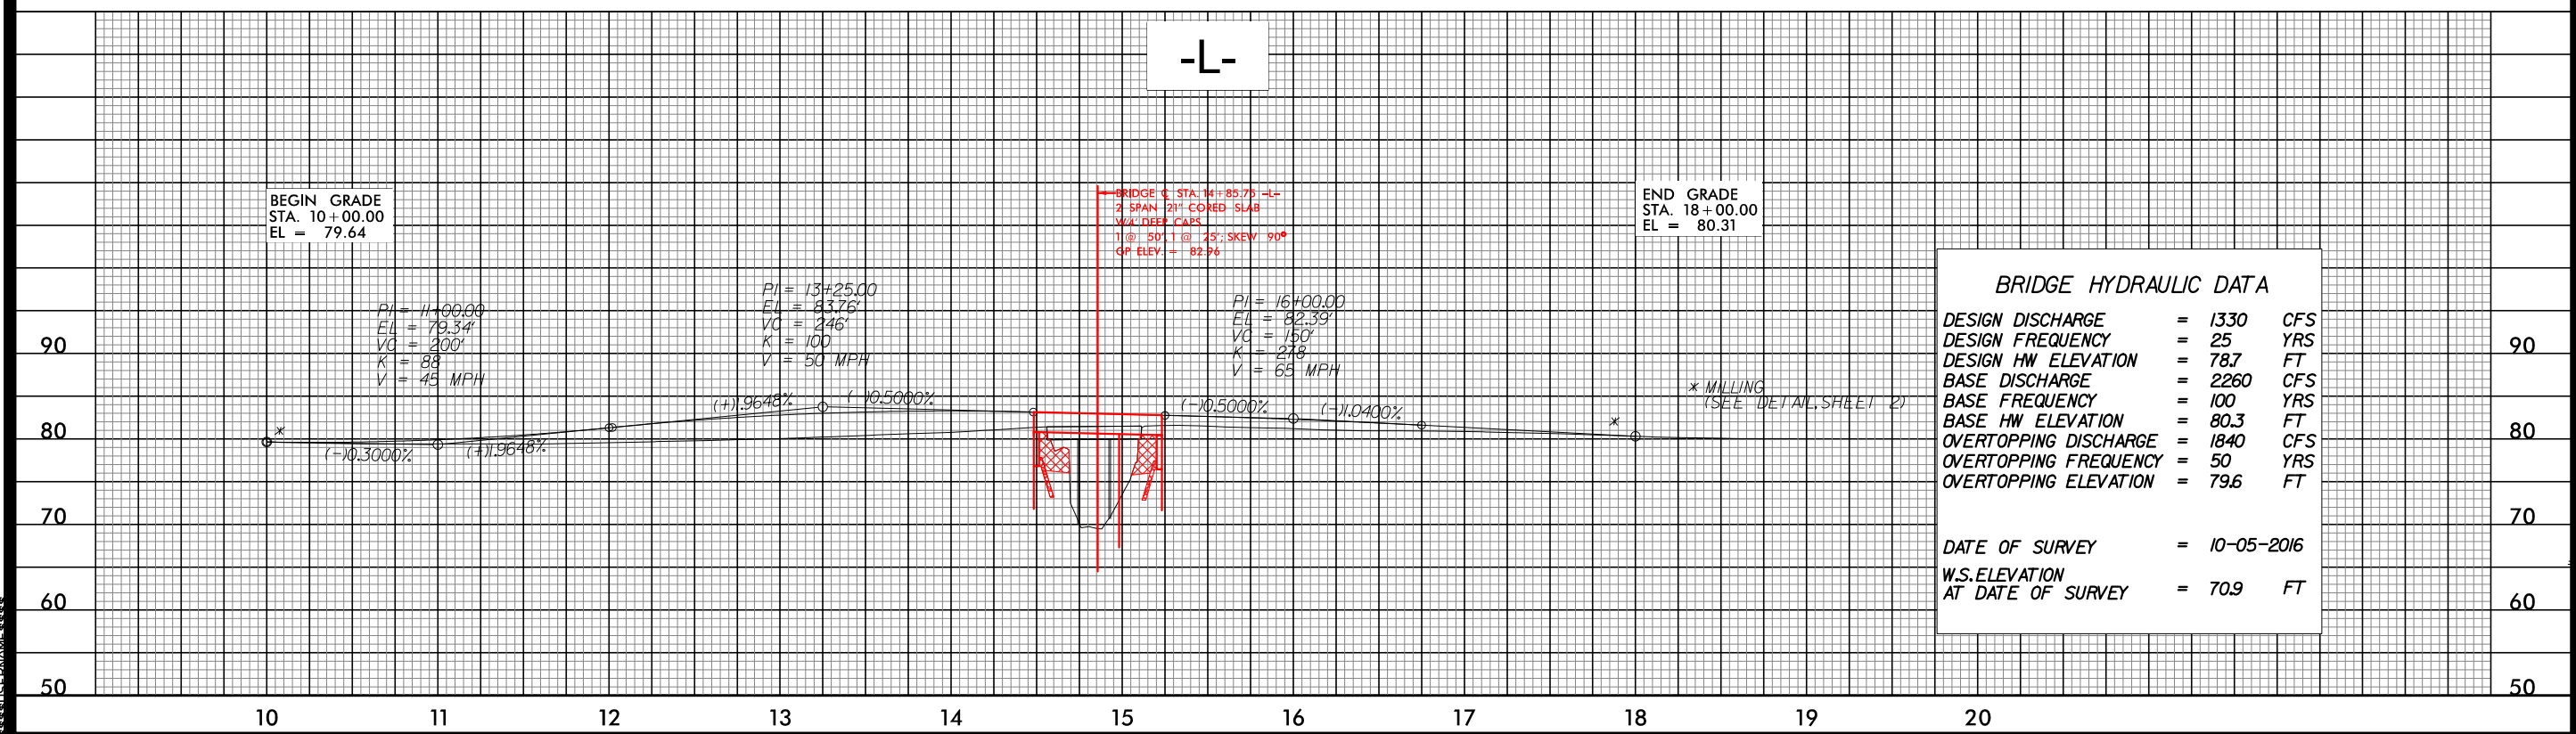 -L-
BEGIN GRADE
STA. 10+00.00
EL = 79.64
BRIDGE ℄ STA. 14+85.75 -L-
2 SPAN 21" CORED SLAB
W/4' DEEP CAPS
1 @ 50', 1 @ 25'; SKEW 90°
GP ELEV. = 82.96
END GRADE
STA. 18+00.00
EL = 80.31
PI = 11+00.00
EL = 79.34'
VC = 200'
K = 88
V = 45 MPH
PI = 13+25.00
EL = 83.76'
VC = 246'
K = 100
V = 50 MPH
PI = 16+00.00
EL = 82.39'
VC = 150'
K = 278
V = 65 MPH
* MILLING
(SEE DETAIL, SHEET 2)
*
*
(-)0.3000%
(+)1.9648%
(+)1.9648%
(-)0.5000%
(-)0.5000%
(-)1.0400%
BRIDGE HYDRAULIC DATA
DESIGN DISCHARGE = 1330 CFS
DESIGN FREQUENCY = 25 YRS
DESIGN HW ELEVATION = 78.7 FT
BASE DISCHARGE = 2260 CFS
BASE FREQUENCY = 100 YRS
BASE HW ELEVATION = 80.3 FT
OVERTOPPING DISCHARGE = 1840 CFS
OVERTOPPING FREQUENCY = 50 YRS
OVERTOPPING ELEVATION = 79.6 FT
DATE OF SURVEY = 10-05-2016
W.S. ELEVATION
AT DATE OF SURVEY = 70.9 FT
90 90
80 80
70 70
60 60
50 50
10 11 12 13 14 15 16 17 18 19 20